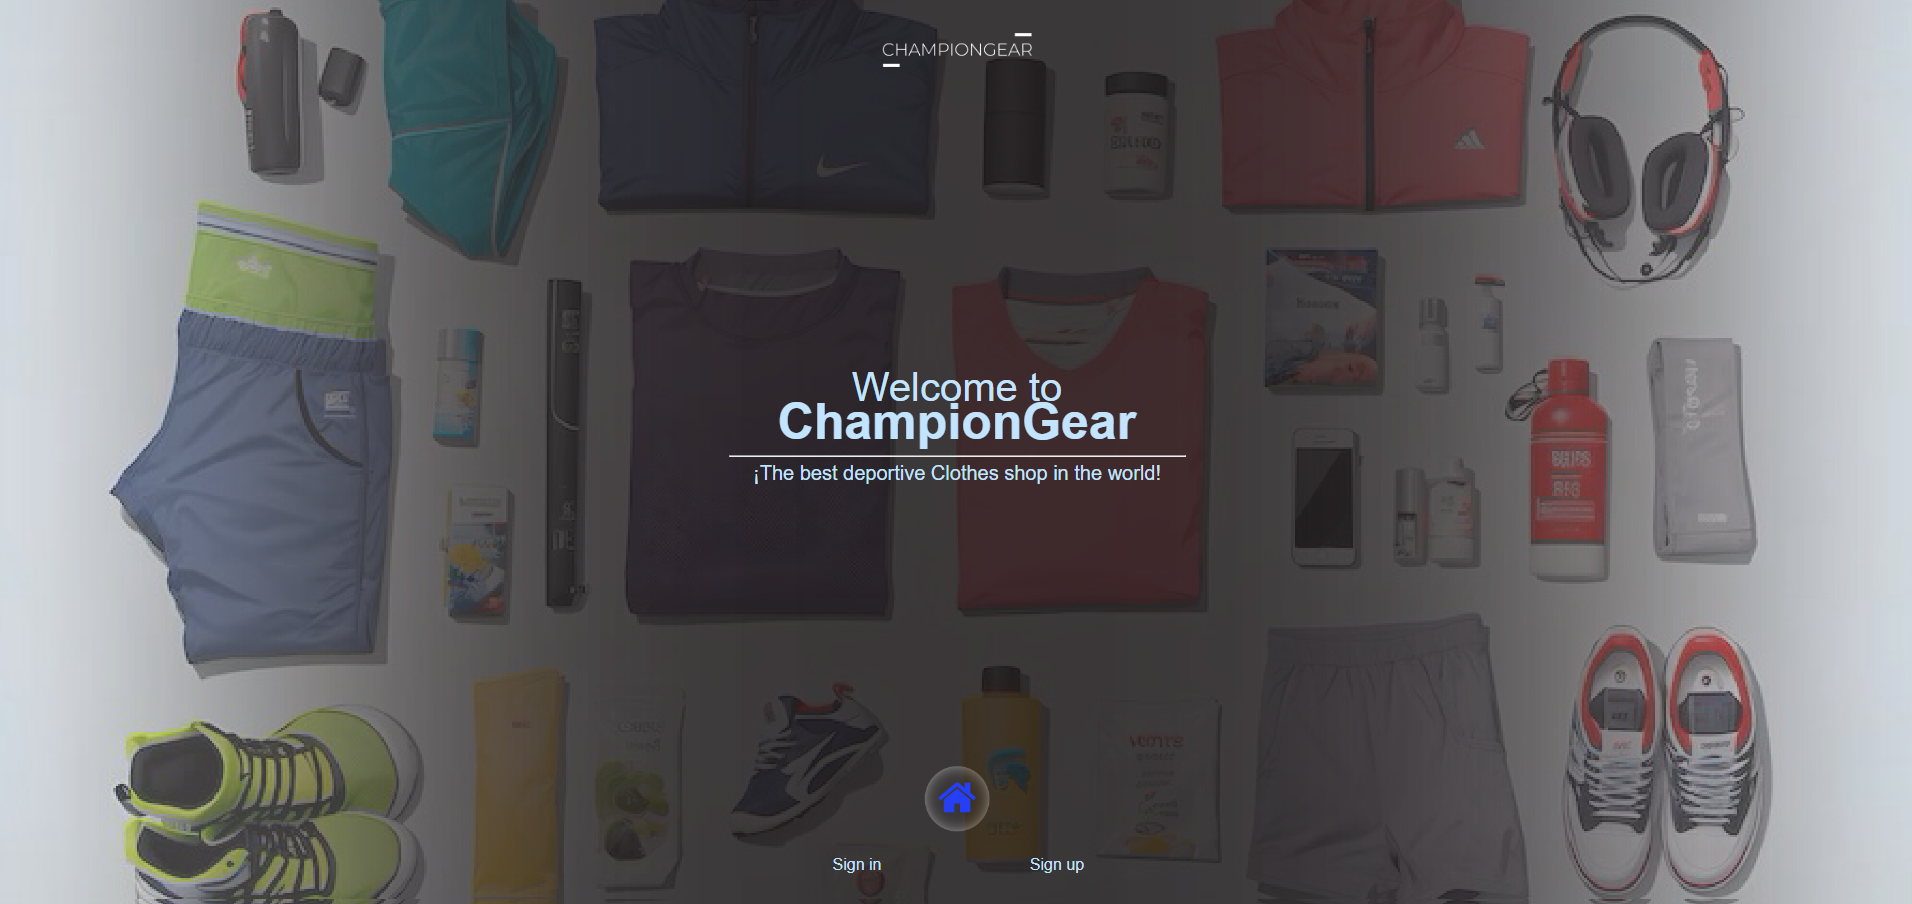 CHAMPIONGEAR
Welcome to
ChampionGear
¡The best deportive Clothes shop in the world!
Sign in
Sign up